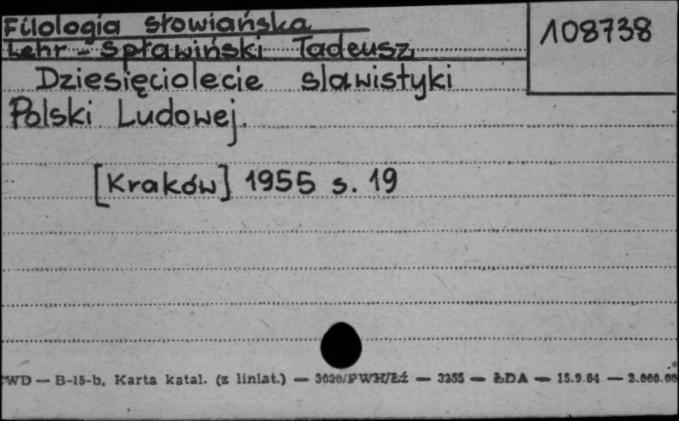 Filologia słowiańska
108738
Lehr-Spławiński Tadeusz
Dziesięciolecie slawistyki
Polski Ludowej.
[Kraków] 1955 s. 19
WD — B-15-b, Karta katal. (z liniat.) — 3620/PWH/Łź — 3255 — ŁDA — 15.9.64 — 2.000.00